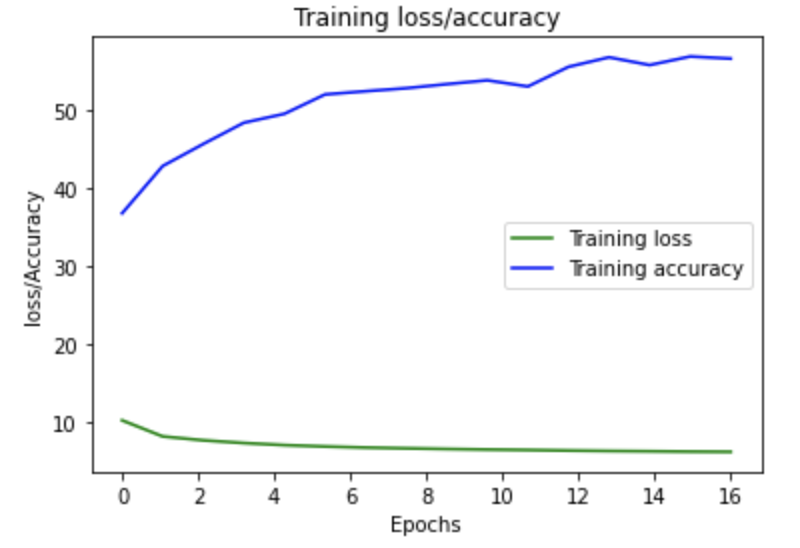 Training loss/accuracy
loss/Accuracy
50
40
30
20
10
Training loss
Training accuracy
0 2 4 6 8 10 12 14 16
Epochs